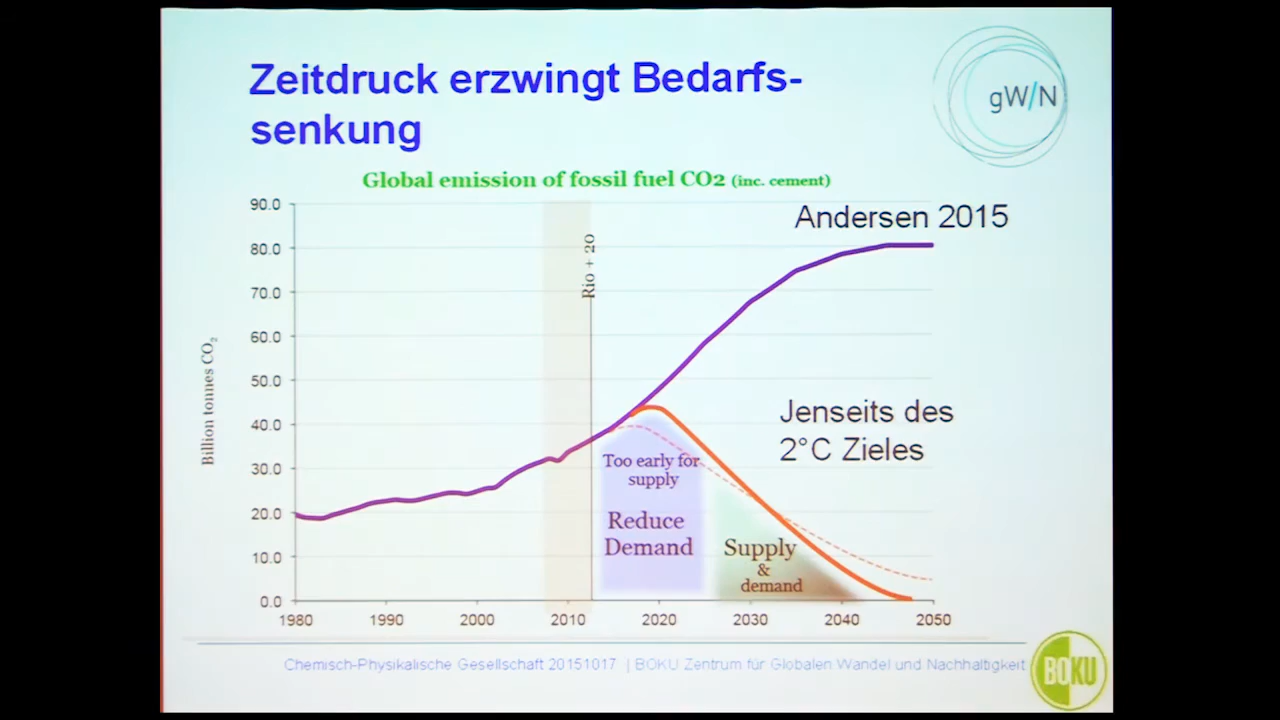 Zeitdruck erzwingt Bedarfs-
senkung
gW/N
Global emission of fossil fuel CO2 (inc. cement)
Andersen 2015
Billion tonnes CO₂
90.0
80.0
70.0
60.0
50.0
40.0
30.0
20.0
10.0
0.0
Rio + 20
Jenseits des
2°C Zieles
Too early for
supply
Reduce
Demand
Supply
&
demand
1980 1990 2000 2010 2020 2030 2040 2050
Chemisch-Physikalische Gesellschaft 20151017 | BOKU Zentrum für Globalen Wandel und Nachhaltigkeit
BOKU